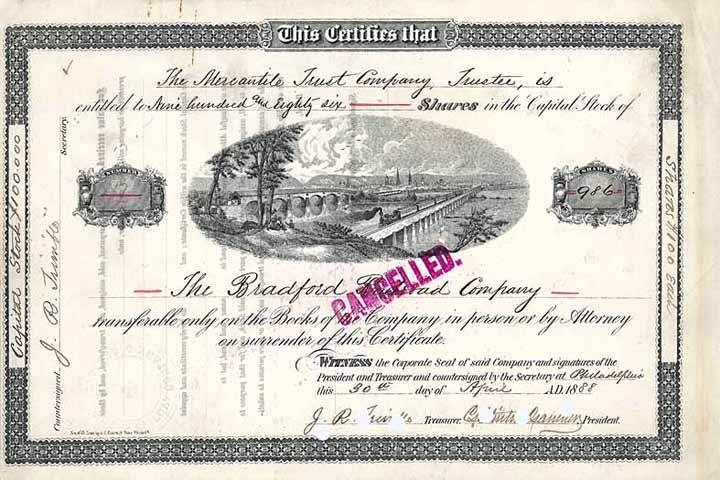 This Certifies that
The Mercantile Trust Company, Trustee, is
entitled to Nine hundred and Eighty six Shares in the Capital Stock of
NUMBER
SHARES
986
The Bradford Railroad Company
CANCELLED.
transferable only on the Books of the Company in person or by Attorney
on surrender of this Certificate.
WITNESS the Corporate Seal of said Company and signatures of the
President and Treasurer and countersigned by the Secretary at Philadelphia
this 30th day of April A.D. 1888
J. R. Treasurer. President.
Capital Stock $100.000
Shares $100 Each
Countersigned J R Secretary.